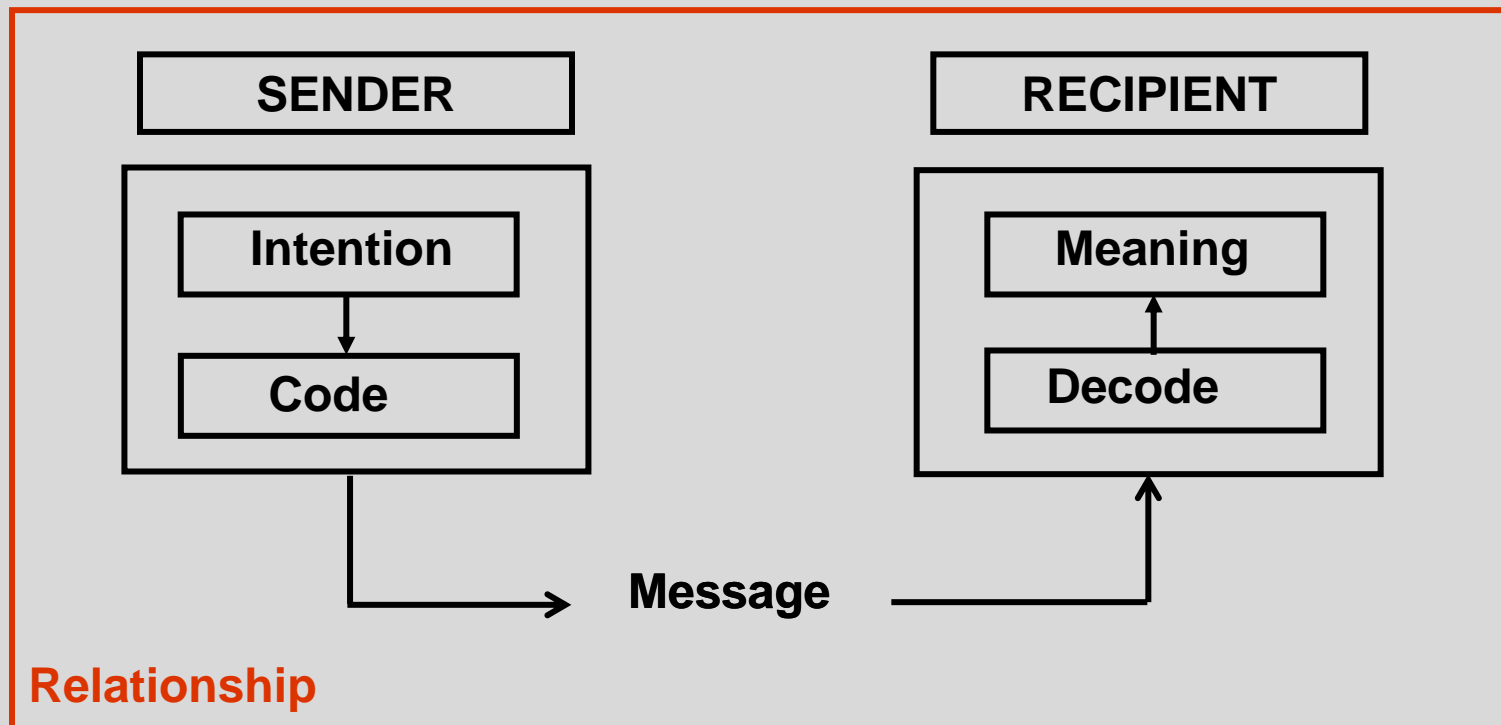 SENDER
RECIPIENT
Intention
Meaning
Code
Decode
Message
Relationship